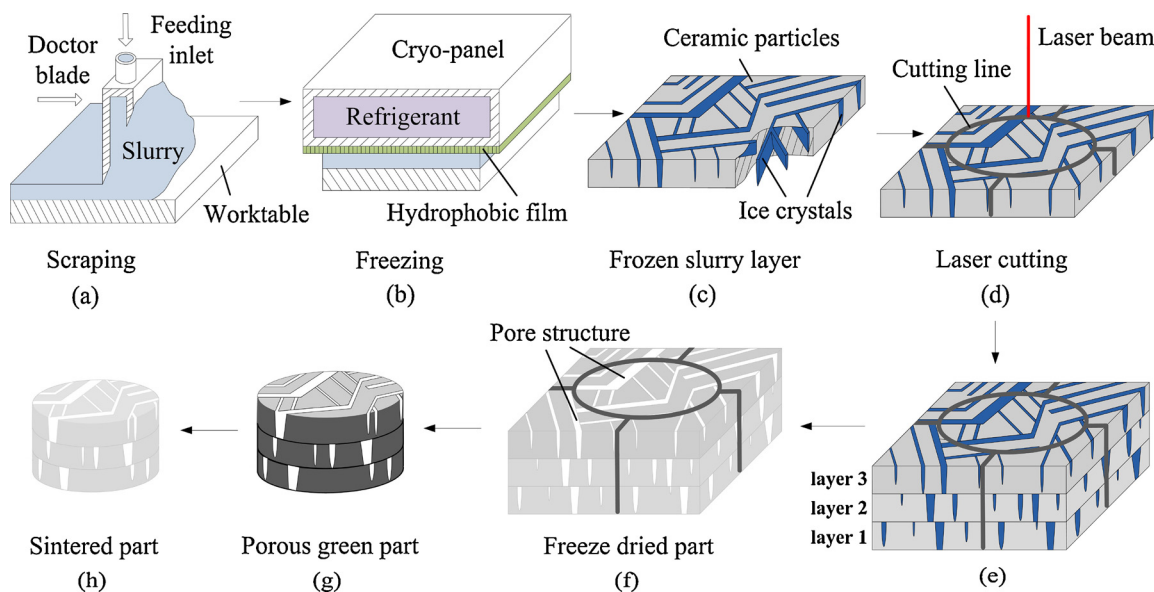 Doctor
blade
Feeding
inlet
Slurry
Worktable
Scraping
(a)
Cryo-panel
Refrigerant
Hydrophobic film
Freezing
(b)
Ceramic particles
Ice crystals
Frozen slurry layer
(c)
Laser beam
Cutting line
Laser cutting
(d)
layer 3
layer 2
layer 1
(e)
Pore structure
Freeze dried part
(f)
Porous green part
(g)
Sintered part
(h)